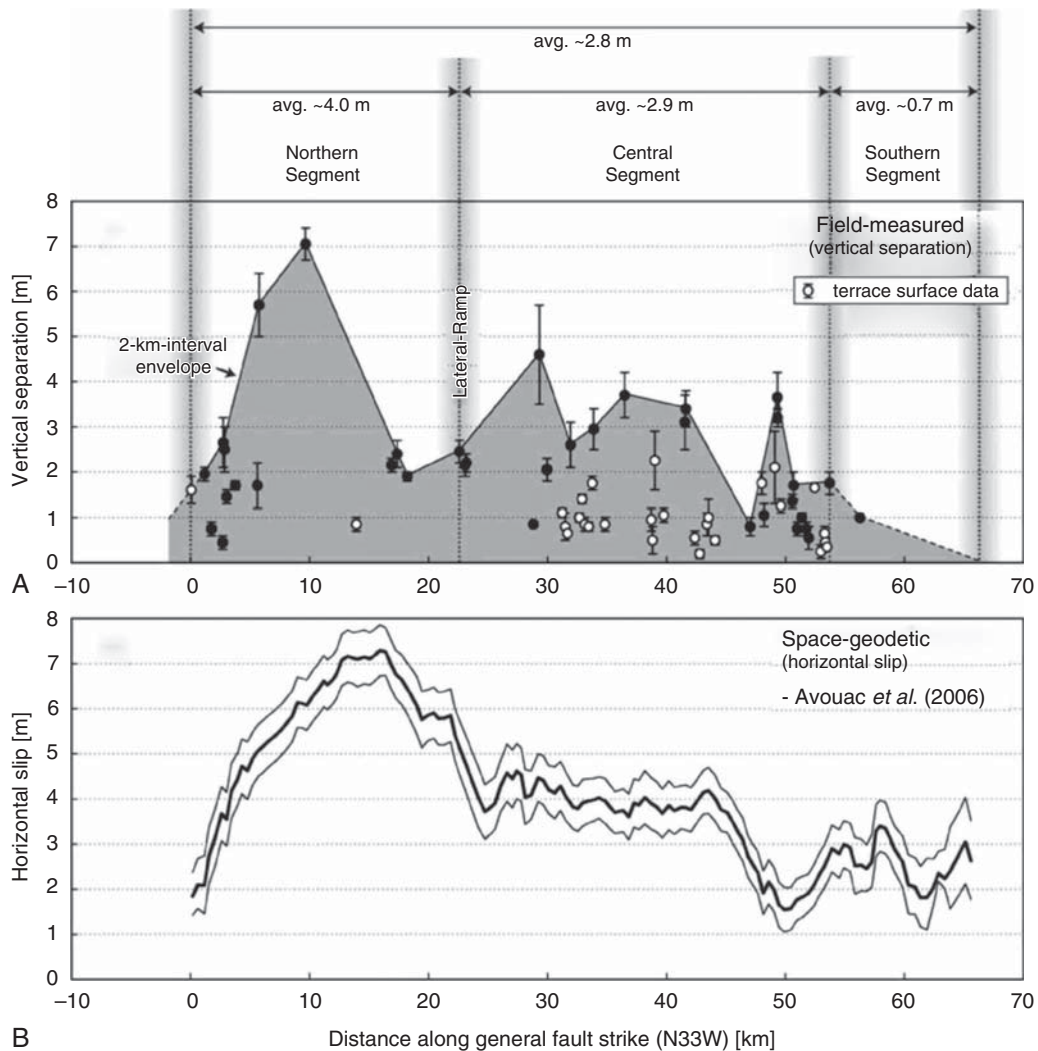 avg. ~2.8 m
avg. ~4.0 m
avg. ~2.9 m
avg. ~0.7 m
Northern
Segment
Central
Segment
Southern
Segment
8
7
6
5
4
3
2
1
0
Vertical separation [m]
Field-measured
(vertical separation)
terrace surface data
2-km-interval
envelope
Lateral-Ramp
A
–10
0
10
20
30
40
50
60
70
8
7
6
5
4
3
2
1
0
Horizontal slip [m]
Space-geodetic
(horizontal slip)
- Avouac et al. (2006)
–10
0
10
20
30
40
50
60
70
B
Distance along general fault strike (N33W) [km]